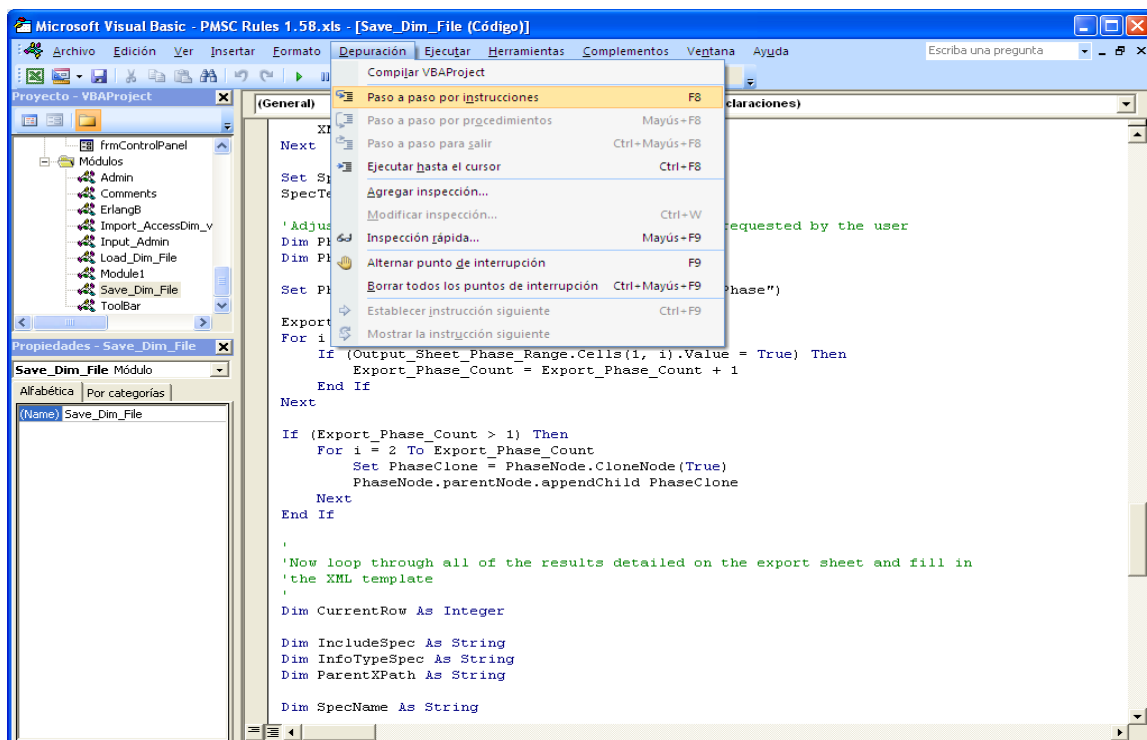 Microsoft Visual Basic - PMSC Rules 1.58.xls - [Save_Dim_File (Código)]
Archivo Edición Ver Insertar Formato Depuración Ejecutar Herramientas Complementos Ventana Ayuda Escriba una pregunta
Proyecto - VBAProject
frmControlPanel
Módulos
Admin
Comments
ErlangB
Import_AccessDim_v
Input_Admin
Load_Dim_File
Module1
Save_Dim_File
ToolBar
Propiedades - Save_Dim_File
Save_Dim_File Módulo
Alfabética Por categorías
(Name) Save_Dim_File
Compilar VBAProject
Paso a paso por instrucciones F8
Paso a paso por procedimientos Mayús+F8
Paso a paso para salir Ctrl+Mayús+F8
Ejecutar hasta el cursor Ctrl+F8
Agregar inspección...
Modificar inspección... Ctrl+W
Inspección rápida... Mayús+F9
Alternar punto de interrupción F9
Borrar todos los puntos de interrupción Ctrl+Mayús+F9
Establecer instrucción siguiente Ctrl+F9
Mostrar la instrucción siguiente
(General) claraciones)
Next
Set Sp
SpecTe
'Adjus requested by the user
Dim Ph
Dim Ph
Set Ph Phase")
Export
For i
If (Output_Sheet_Phase_Range.Cells(1, i).Value = True) Then
Export_Phase_Count = Export_Phase_Count + 1
End If
Next
If (Export_Phase_Count > 1) Then
For i = 2 To Export_Phase_Count
Set PhaseClone = PhaseNode.CloneNode(True)
PhaseNode.parentNode.appendChild PhaseClone
Next
End If
'
'Now loop through all of the results detailed on the export sheet and fill in
'the XML template
'
Dim CurrentRow As Integer
Dim IncludeSpec As String
Dim InfoTypeSpec As String
Dim ParentXPath As String
Dim SpecName As String